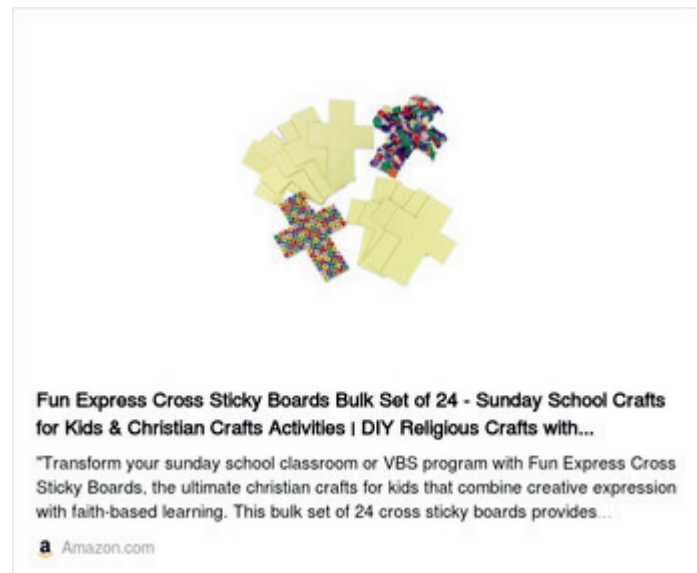 Fun Express Cross Sticky Boards Bulk Set of 24 - Sunday School Crafts
for Kids & Christian Crafts Activities | DIY Religious Crafts with...
"Transform your sunday school classroom or VBS program with Fun Express Cross
Sticky Boards, the ultimate christian crafts for kids that combine creative expression
with faith-based learning. This bulk set of 24 cross sticky boards provides...
a Amazon.com